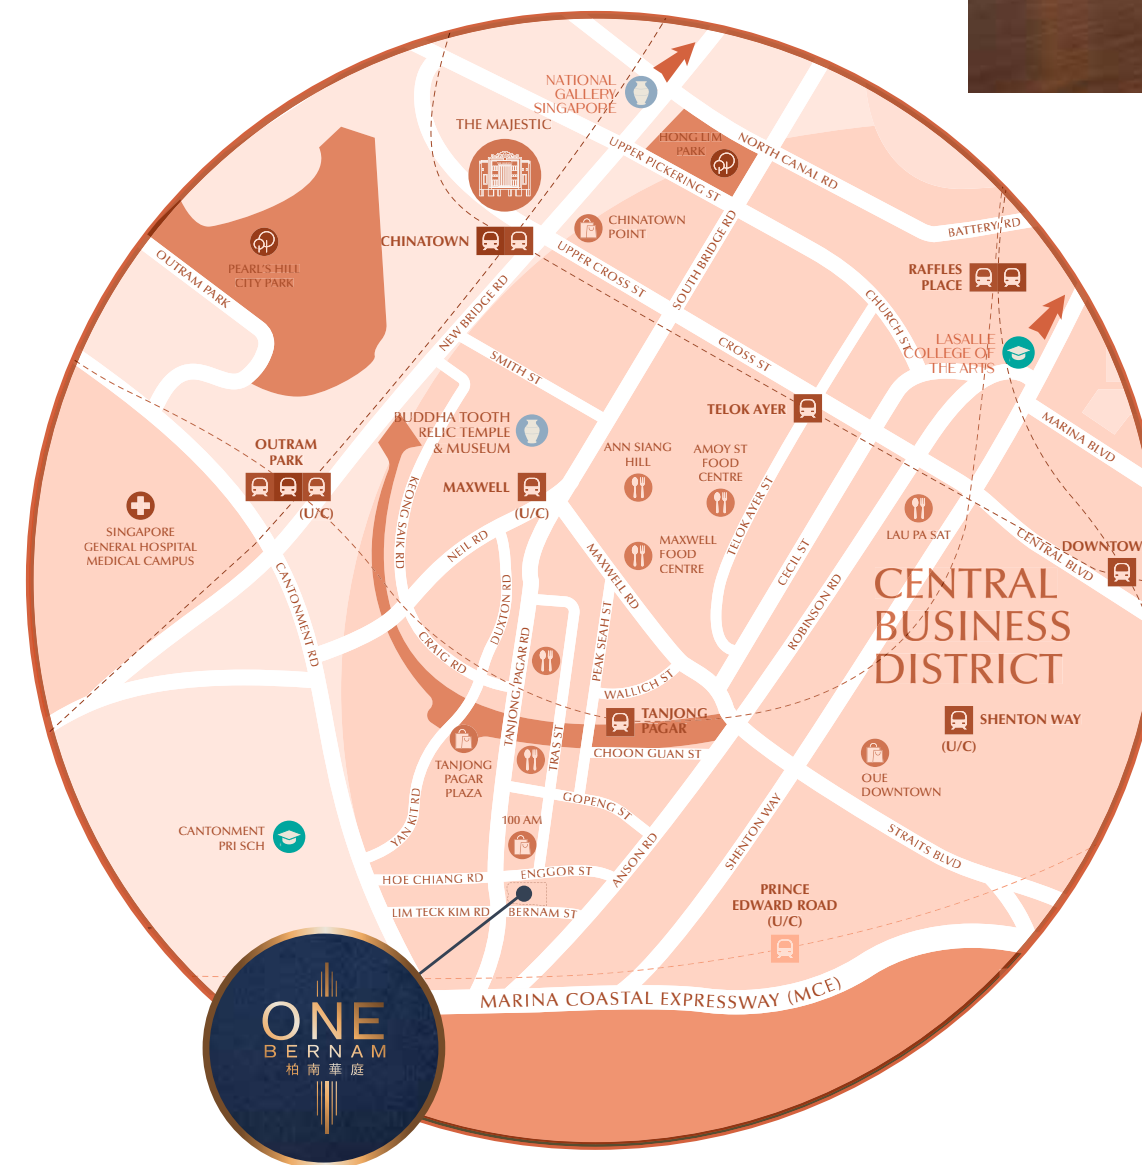 NATIONAL
GALLERY
SINGAPORE
THE MAJESTIC
HONG LIM
PARK
NORTH CANAL RD
UPPER PICKERING ST
CHINATOWN
POINT
CHINATOWN
BATTERY RD
PEARL'S HILL
CITY PARK
OUTRAM PARK
UPPER CROSS ST
SOUTH BRIDGE RD
RAFFLES
PLACE
NEW BRIDGE RD
CHURCH ST
LASALLE
COLLEGE OF
THE ARTS
SMITH ST
CROSS ST
TELOK AYER
MARINA BLVD
BUDDHA TOOTH
RELIC TEMPLE
& MUSEUM
OUTRAM
PARK
(U/C)
ANN SIANG
HILL
AMOY ST
FOOD
CENTRE
MAXWELL
(U/C)
KEONG SAIK RD
SINGAPORE
GENERAL HOSPITAL
MEDICAL CAMPUS
NEIL RD
MAXWELL
FOOD
CENTRE
TELOK AYER ST
LAU PA SAT
CENTRAL BLVD
DOWNTOW
CECIL ST
MAXWELL RD
CANTONMENT RD
DUXTON RD
ROBINSON RD
CENTRAL
BUSINESS
DISTRICT
CRAIG RD
TANJONG PAGAR RD
PEAK SEAH ST
WALLICH ST
TANJONG
PAGAR
SHENTON WAY
(U/C)
TRAS ST
CHOON GUAN ST
TANJONG
PAGAR
PLAZA
OUE
DOWNTOWN
YAN KIT RD
GOPENG ST
100 AM
CANTONMENT
PRI SCH
SHENTON WAY
STRAITS BLVD
ANSON RD
HOE CHIANG RD
ENGGOR ST
PRINCE
EDWARD ROAD
(U/C)
LIM TECK KIM RD
BERNAM ST
MARINA COASTAL EXPRESSWAY (MCE)
ONE
BERNAM
柏南華庭